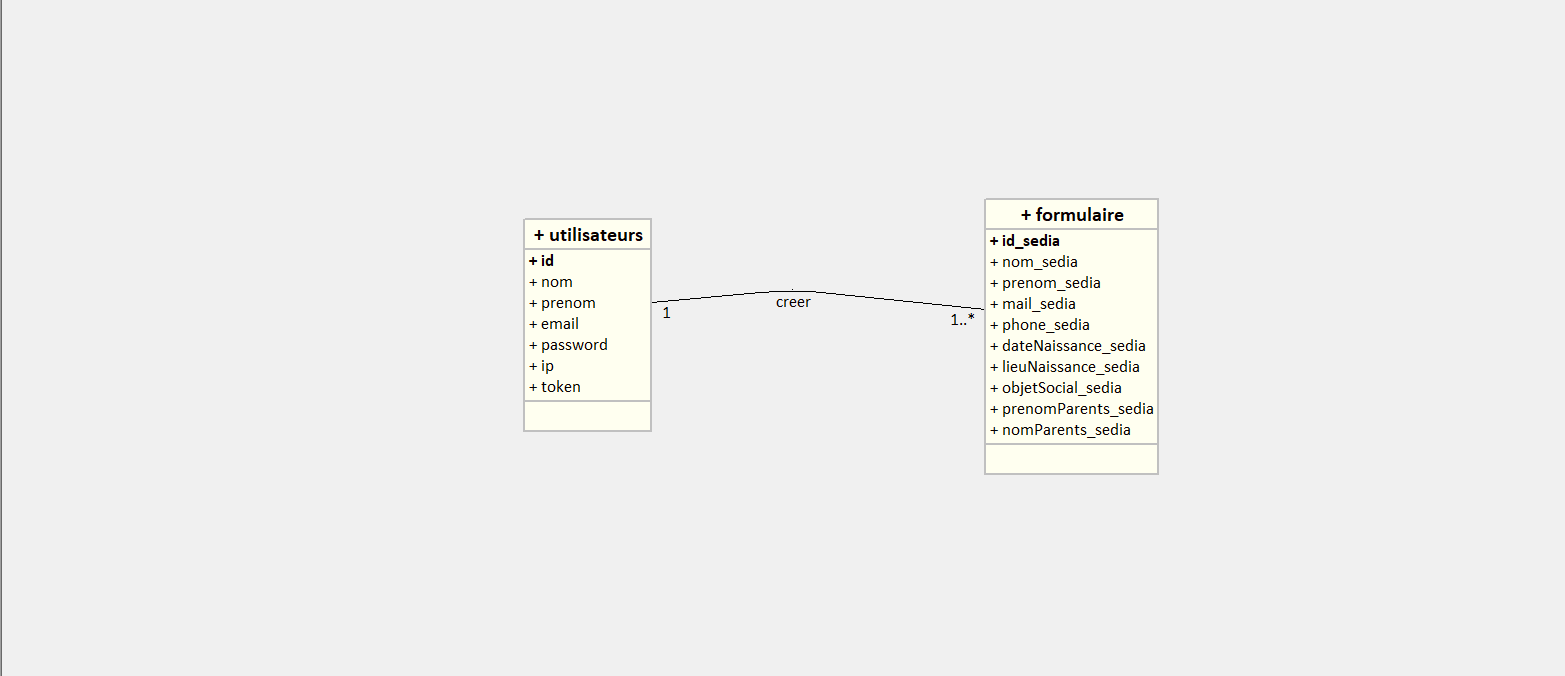 + utilisateurs
+ id
+ nom
+ prenom
+ email
+ password
+ ip
+ token
1
creer
1..*
+ formulaire
+ id_sedia
+ nom_sedia
+ prenom_sedia
+ mail_sedia
+ phone_sedia
+ dateNaissance_sedia
+ lieuNaissance_sedia
+ objetSocial_sedia
+ prenomParents_sedia
+ nomParents_sedia